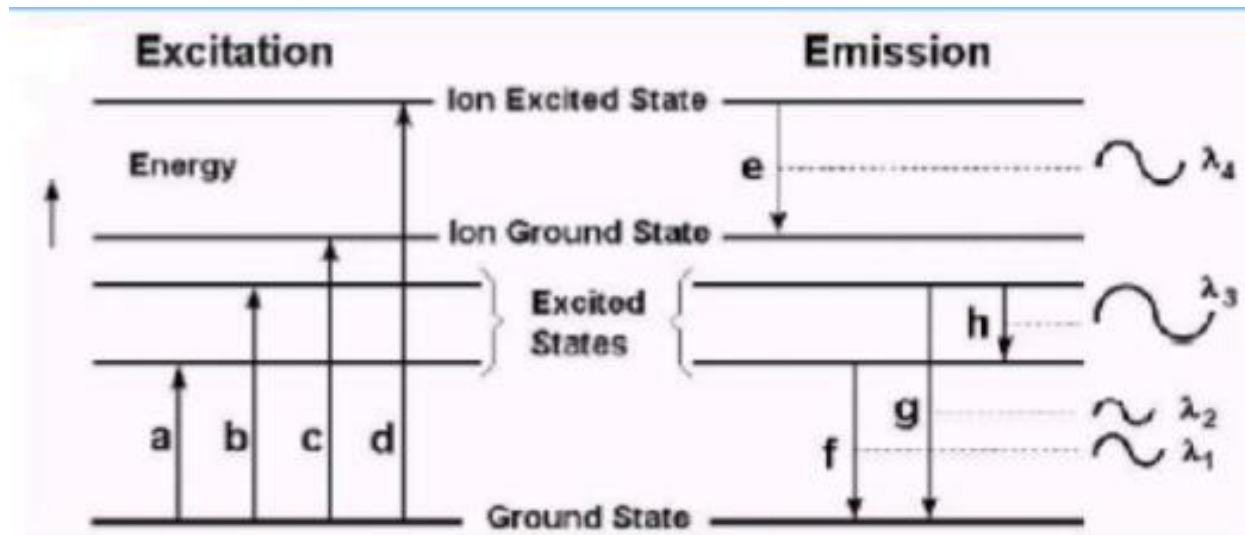 Excitation
Emission
Ion Excited State
Energy
e
λ4
Ion Ground State
λ3
Excited
States
h
a
b
c
d
g
λ2
f
λ1
Ground State